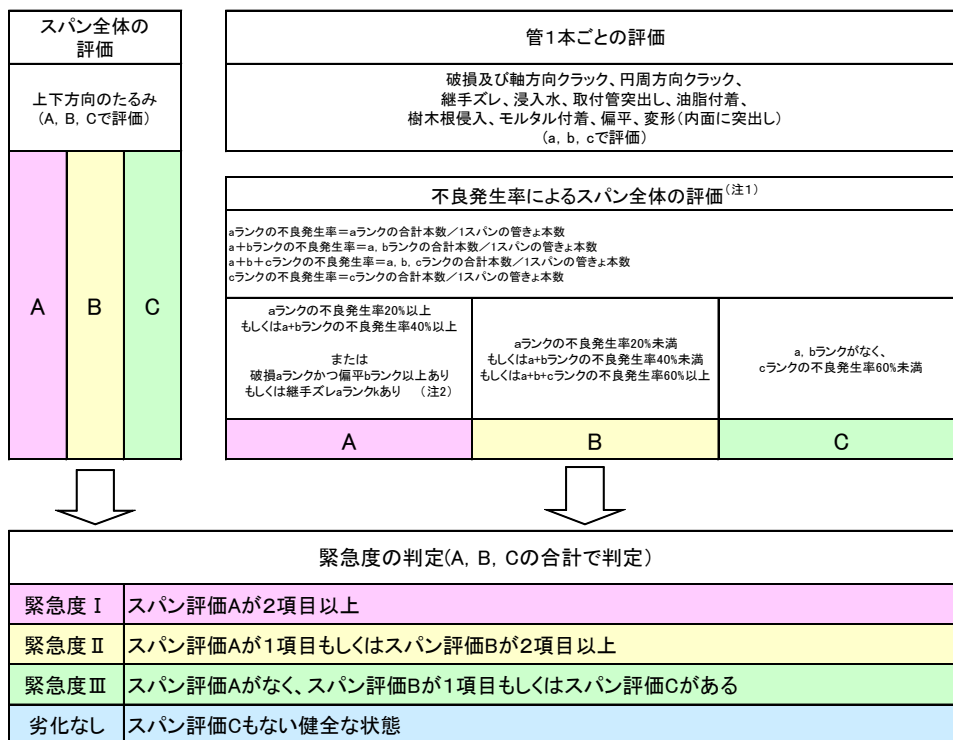 スパン全体の
評価
上下方向のたるみ
(A, B, Cで評価)
A
B
C
管1本ごとの評価
破損及び軸方向クラック、円周方向クラック、
継手ズレ、浸入水、取付管突出し、油脂付着、
樹木根侵入、モルタル付着、偏平、変形(内面に突出し)
(a, b, cで評価)
不良発生率によるスパン全体の評価(注1)
aランクの不良発生率=aランクの合計本数/1スパンの管きょ本数
a+bランクの不良発生率=a, bランクの合計本数/1スパンの管きょ本数
a+b+cランクの不良発生率=a, b, cランクの合計本数/1スパンの管きょ本数
cランクの不良発生率=cランクの合計本数/1スパンの管きょ本数
aランクの不良発生率20%以上
もしくはa+bランクの不良発生率40%以上
または
破損aランクかつ偏平bランク以上あり
もしくは継手ズレaランクkあり (注2)
aランクの不良発生率20%未満
もしくはa+bランクの不良発生率40%未満
もしくはa+b+cランクの不良発生率60%以上
a, bランクがなく、
cランクの不良発生率60%未満
A
B
C
緊急度の判定(A, B, Cの合計で判定)
緊急度Ⅰ スパン評価Aが2項目以上
緊急度Ⅱ スパン評価Aが1項目もしくはスパン評価Bが2項目以上
緊急度Ⅲ スパン評価Aがなく、スパン評価Bが1項目もしくはスパン評価Cがある
劣化なし スパン評価Cもない健全な状態